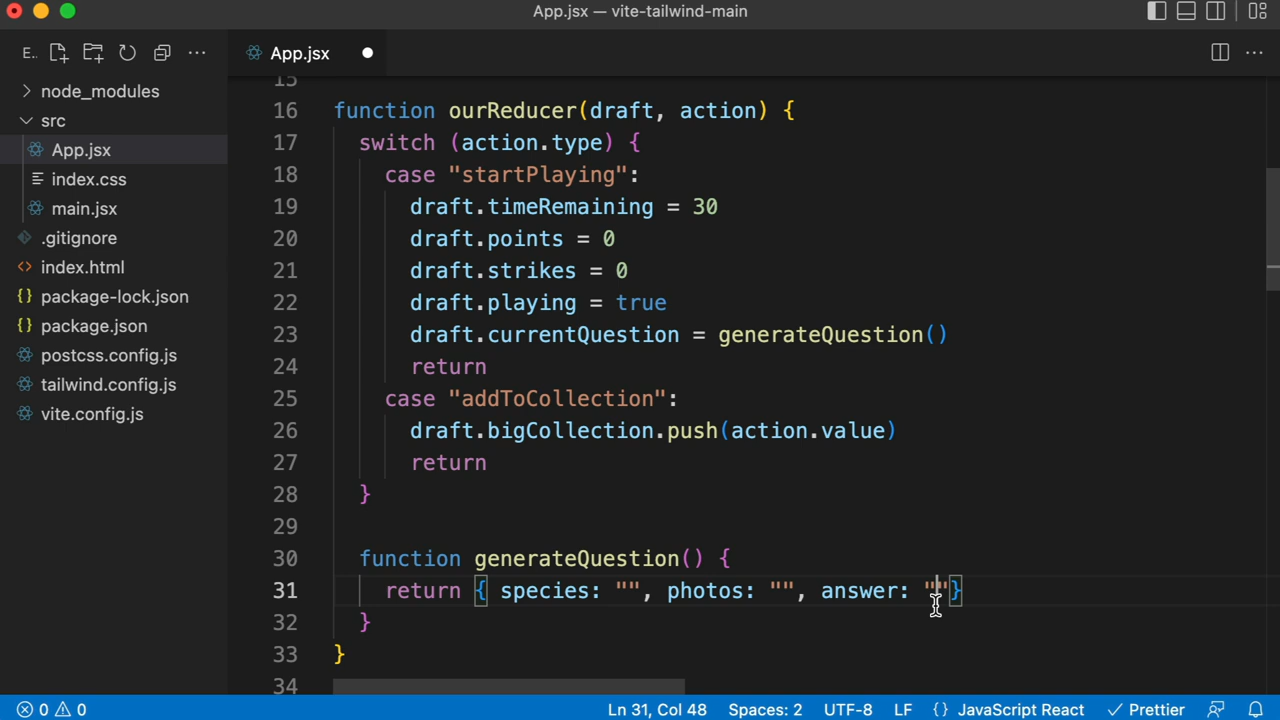 App.jsx — vite-tailwind-main
E..
App.jsx
node_modules
src
App.jsx
index.css
main.jsx
.gitignore
index.html
package-lock.json
package.json
postcss.config.js
tailwind.config.js
vite.config.js
15
16 function ourReducer(draft, action) {
17 switch (action.type) {
18 case "startPlaying":
19 draft.timeRemaining = 30
20 draft.points = 0
21 draft.strikes = 0
22 draft.playing = true
23 draft.currentQuestion = generateQuestion()
24 return
25 case "addToCollection":
26 draft.bigCollection.push(action.value)
27 return
28 }
29
30 function generateQuestion() {
31 return { species: "", photos: "", answer: ""}
32 }
33 }
34
0 0 Ln 31, Col 48 Spaces: 2 UTF-8 LF {} JavaScript React Prettier